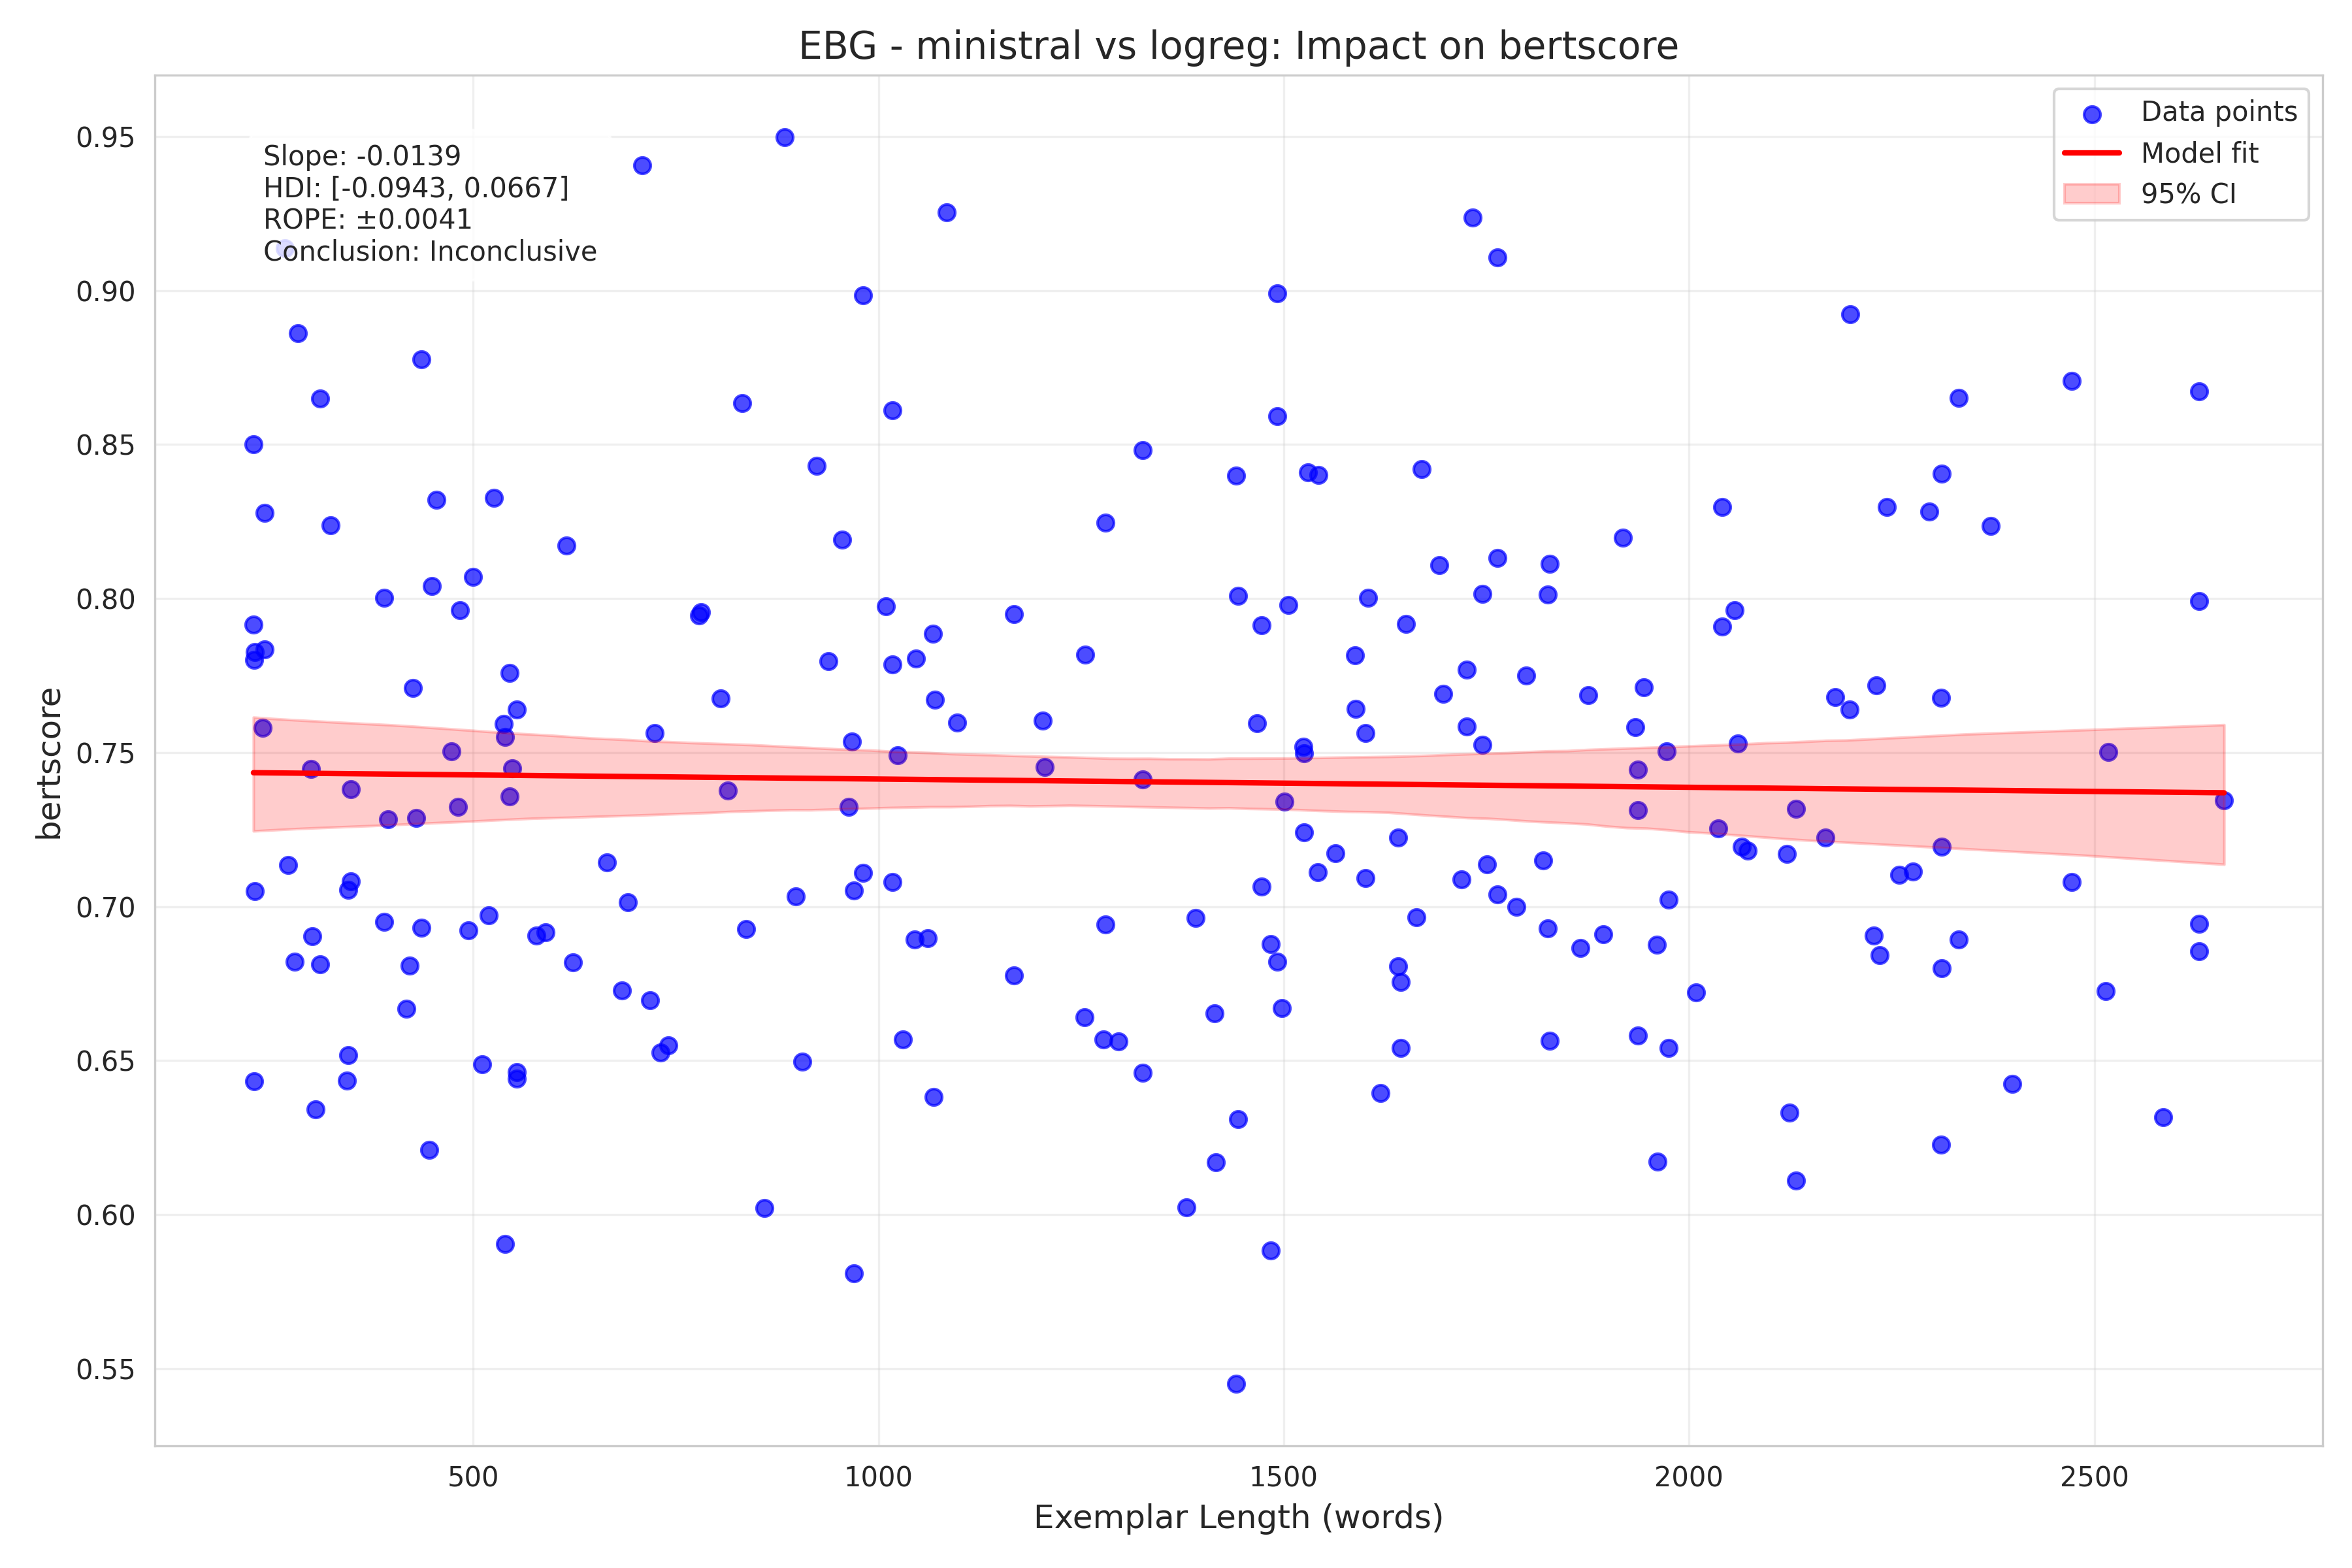 EBG - ministral vs logreg: Impact on bertscore
Slope: -0.0139
HDI: [-0.0943, 0.0667]
ROPE: ±0.0041
Conclusion: Inconclusive
Data points
Model fit
95% CI
bertscore
0.95
0.90
0.85
0.80
0.75
0.70
0.65
0.60
0.55
500
1000
1500
2000
2500
Exemplar Length (words)